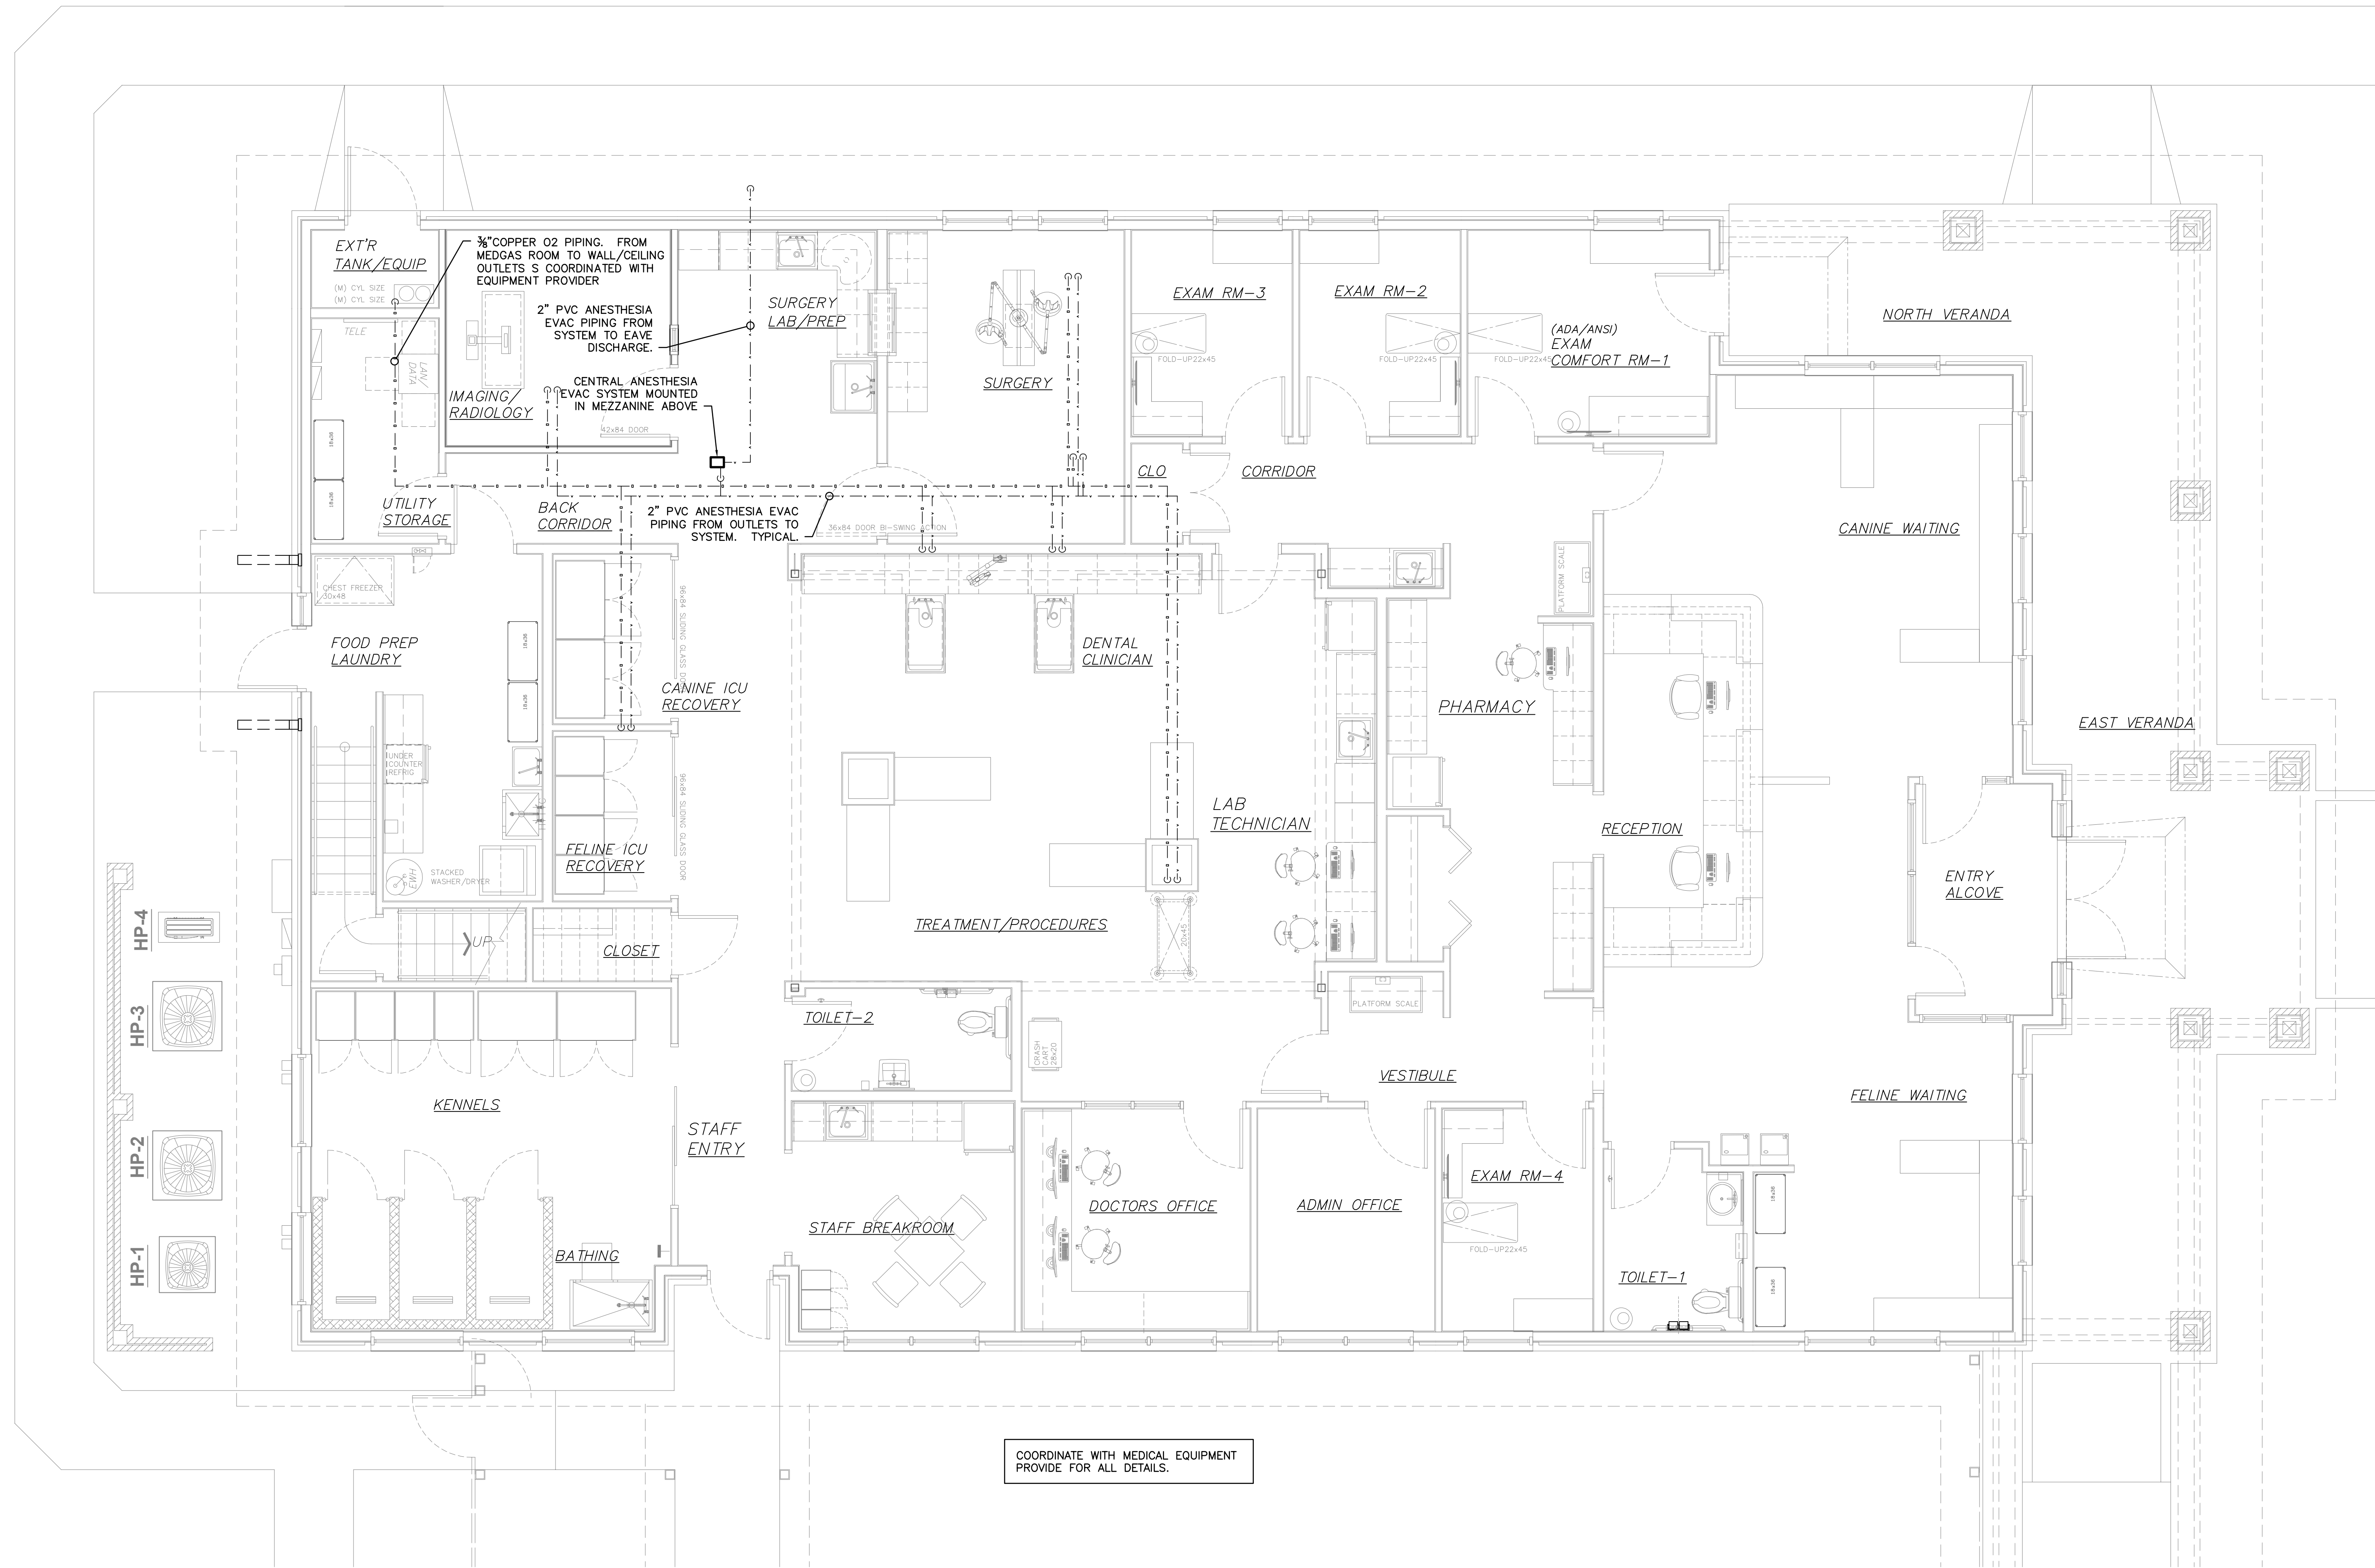 EXT'R
TANK/EQUIP
(M) CYL SIZE
(M) CYL SIZE
⅜"COPPER O2 PIPING. FROM
MEDGAS ROOM TO WALL/CEILING
OUTLETS S COORDINATED WITH
EQUIPMENT PROVIDER
2" PVC ANESTHESIA
EVAC PIPING FROM
SYSTEM TO EAVE
DISCHARGE.
CENTRAL ANESTHESIA
EVAC SYSTEM MOUNTED
IN MEZZANINE ABOVE
SURGERY
LAB/PREP
SURGERY
EXAM RM-3
FOLD-UP22x45
EXAM RM-2
FOLD-UP22x45
FOLD-UP22x45
(ADA/ANSI)
EXAM
COMFORT RM-1
NORTH VERANDA
TELE
LAN/
DATA
IMAGING/
RADIOLOGY
42x84 DOOR
18x36
18x36
UTILITY
STORAGE
BACK
CORRIDOR
2" PVC ANESTHESIA EVAC
PIPING FROM OUTLETS TO
SYSTEM. TYPICAL.
36x84 DOOR BI-SWING ACTION
CLO
CORRIDOR
CANINE WAITING
CHEST FREEZER
30x48
PLATFORM SCALE
FOOD PREP
LAUNDRY
18x36
18x36
96x84 SLIDING GLASS DOOR
CANINE ICU
RECOVERY
DENTAL
CLINICIAN
PHARMACY
EAST VERANDA
UNDER
COUNTER
REFRIG
96x84 SLIDING GLASS DOOR
LAB
TECHNICIAN
RECEPTION
FELINE ICU
RECOVERY
EWH
STACKED
WASHER/DRYER
ENTRY
ALCOVE
HP-4
UP
CLOSET
TREATMENT/PROCEDURES
20x45
HP-3
TOILET-2
PLATFORM SCALE
CRASH
CART
28x20
VESTIBULE
KENNELS
FELINE WAITING
STAFF
ENTRY
HP-2
EXAM RM-4
DOCTORS OFFICE
ADMIN OFFICE
STAFF BREAKROOM
18x36
FOLD-UP22x45
BATHING
HP-1
TOILET-1
18x36
COORDINATE WITH MEDICAL EQUIPMENT
PROVIDE FOR ALL DETAILS.